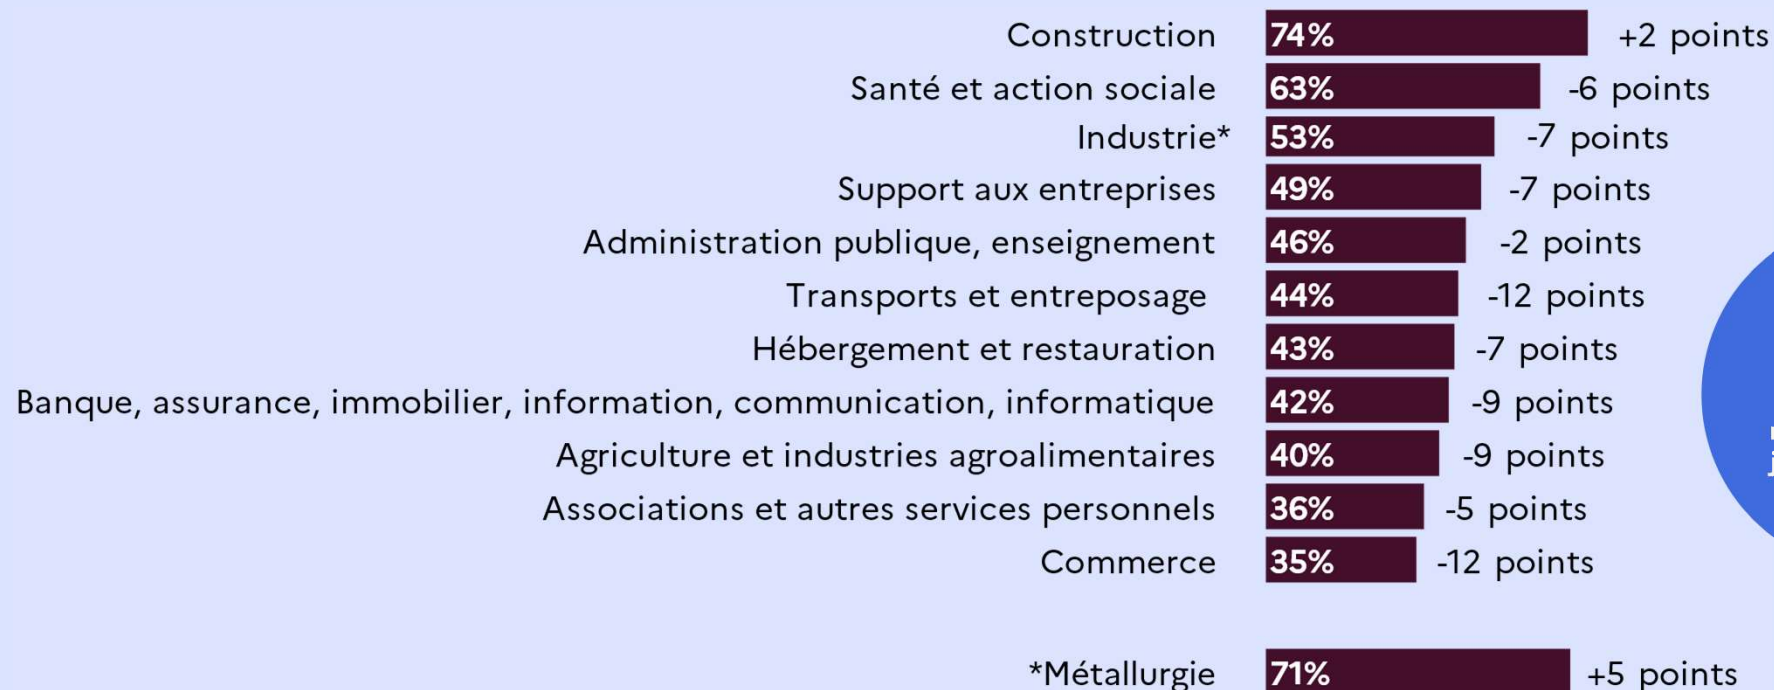 Construction 74% +2 points
Santé et action sociale 63% -6 points
Industrie* 53% -7 points
Support aux entreprises 49% -7 points
Administration publique, enseignement 46% -2 points
Transports et entreposage 44% -12 points
Hébergement et restauration 43% -7 points
Banque, assurance, immobilier, information, communication, informatique 42% -9 points
Agriculture et industries agroalimentaires 40% -9 points
Associations et autres services personnels 36% -5 points
Commerce 35% -12 points
*Métallurgie 71% +5 points